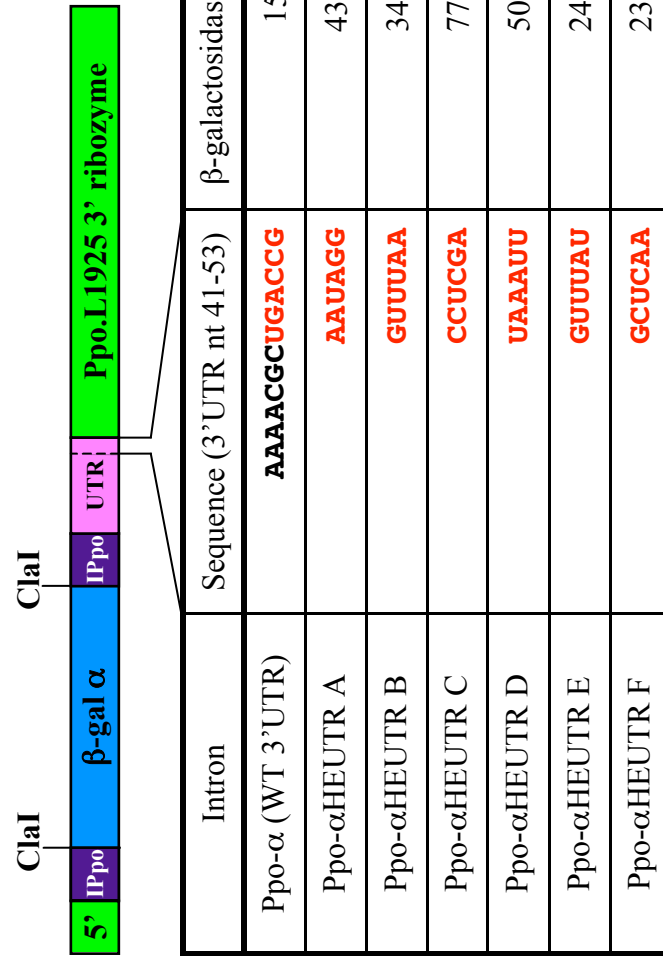 ClaI ClaI
5’ IPpo β-gal α IPpo UTR Ppo.L1925 3’ ribozyme
Intron Sequence (3’UTR nt 41-53) β-galactosidas
Ppo-α (WT 3’UTR) AAAACGCUGACCG 15
Ppo-αHEUTR A AAUAGG 43
Ppo-αHEUTR B GUUUAA 34
Ppo-αHEUTR C CCUCGA 77
Ppo-αHEUTR D UAAAUU 50
Ppo-αHEUTR E GUUUAU 24
Ppo-αHEUTR F GCUCAA 23